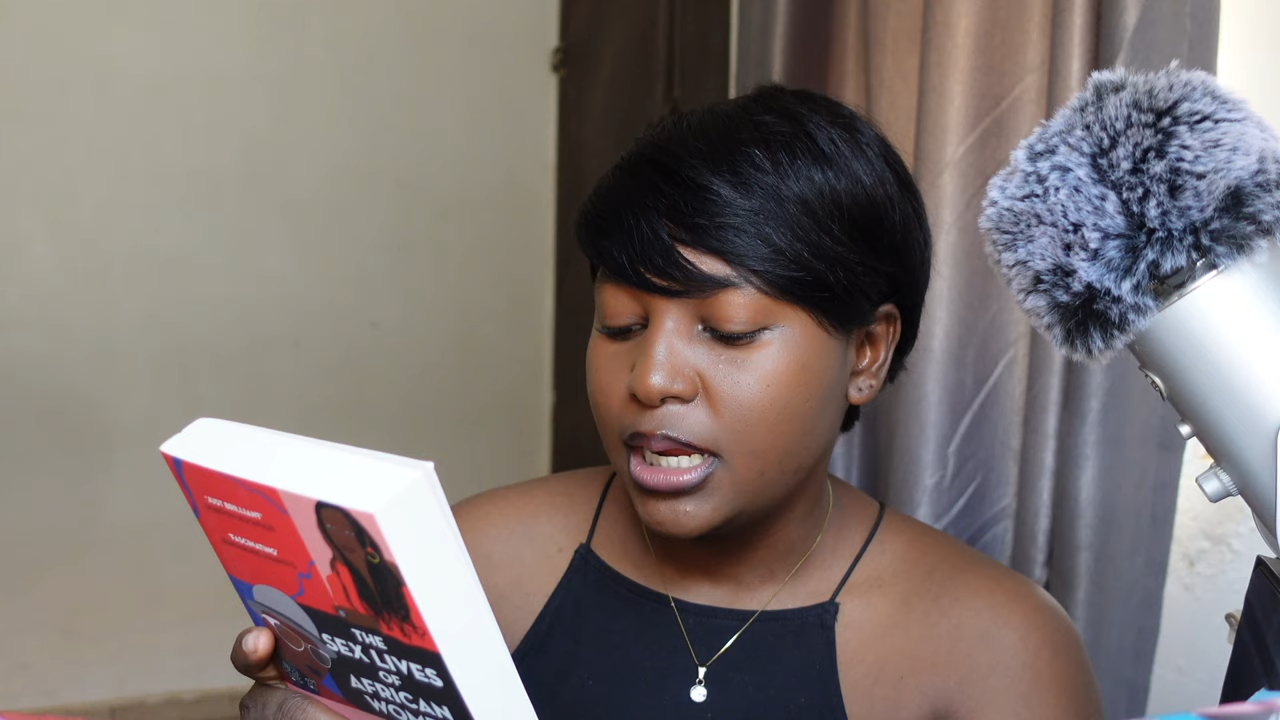 "JUST BRILLIANT"
"FASCINATING"
THE
SEX LIVES
OF
AFRICAN